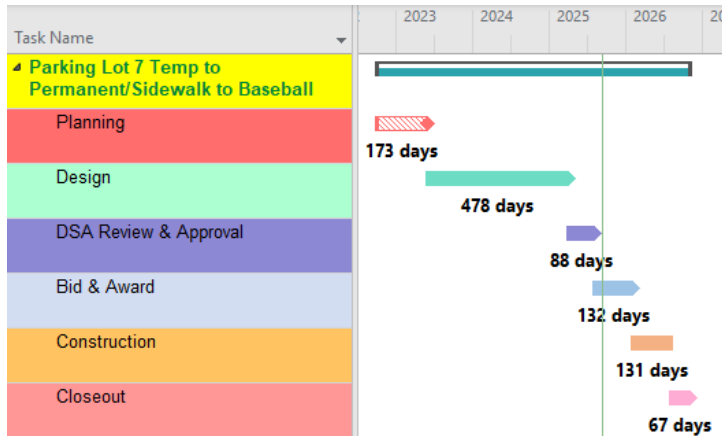 2023 2024 2025 2026
Task Name
Parking Lot 7 Temp to
Permanent/Sidewalk to Baseball
Planning
173 days
Design
478 days
DSA Review & Approval
88 days
Bid & Award
132 days
Construction
131 days
Closeout
67 days